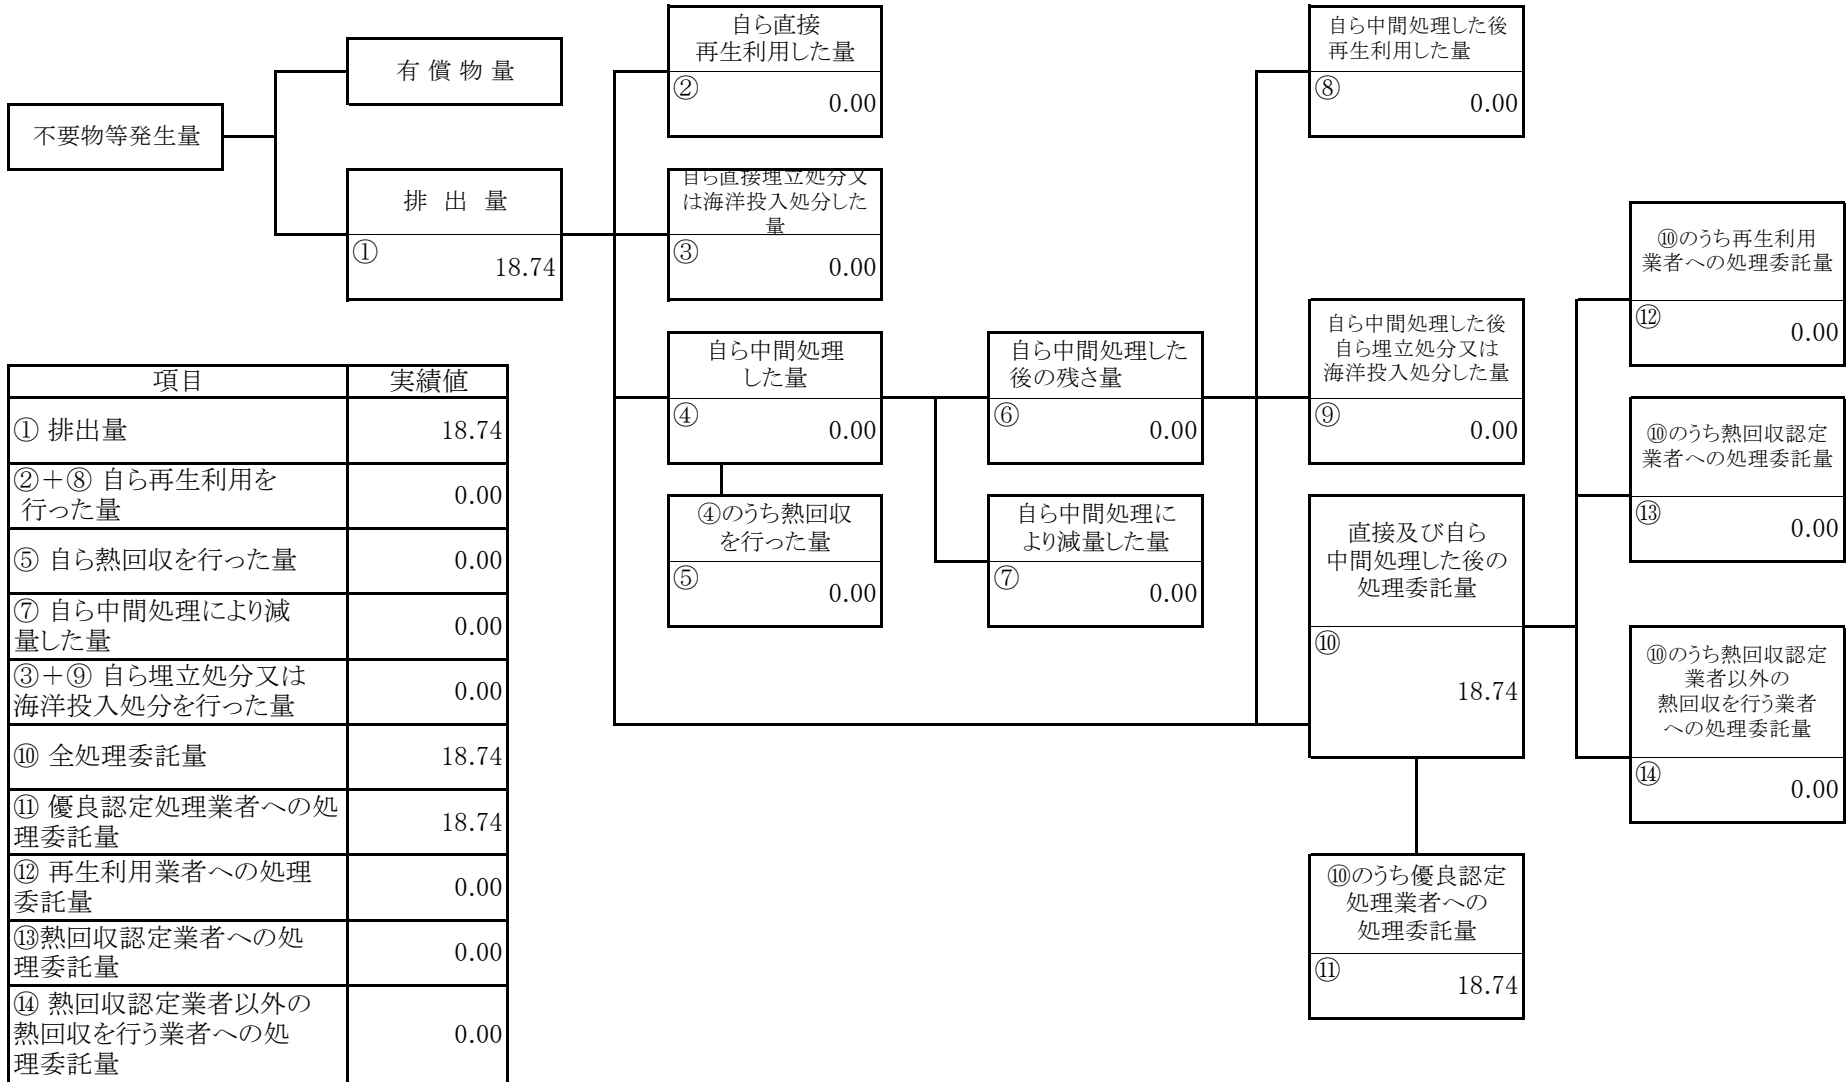 不要物等発生量
有償物量
排出量
①
18.74
自ら直接
再生利用した量
②
0.00
自ら直接埋立処分又
は海洋投入処分した
量
③
0.00
自ら中間処理
した量
④
0.00
④のうち熱回収
を行った量
⑤
0.00
自ら中間処理した
後の残さ量
⑥
0.00
自ら中間処理に
より減量した量
⑦
0.00
自ら中間処理した後
再生利用した量
⑧
0.00
自ら中間処理した後
自ら埋立処分又は
海洋投入処分した量
⑨
0.00
直接及び自ら
中間処理した後の
処理委託量
⑩
18.74
⑩のうち優良認定
処理業者への
処理委託量
⑪
18.74
⑩のうち再生利用
業者への処理委託量
⑫
0.00
⑩のうち熱回収認定
業者への処理委託量
⑬
0.00
⑩のうち熱回収認定
業者以外の
熱回収を行う業者
への処理委託量
⑭
0.00
項目 実績値
① 排出量 18.74
②＋⑧ 自ら再生利用を
行った量 0.00
⑤ 自ら熱回収を行った量 0.00
⑦ 自ら中間処理により減
量した量 0.00
③＋⑨ 自ら埋立処分又は
海洋投入処分を行った量 0.00
⑩ 全処理委託量 18.74
⑪ 優良認定処理業者への処
理委託量 18.74
⑫ 再生利用業者への処理
委託量 0.00
⑬熱回収認定業者への処
理委託量 0.00
⑭ 熱回収認定業者以外の
熱回収を行う業者への処
理委託量 0.00